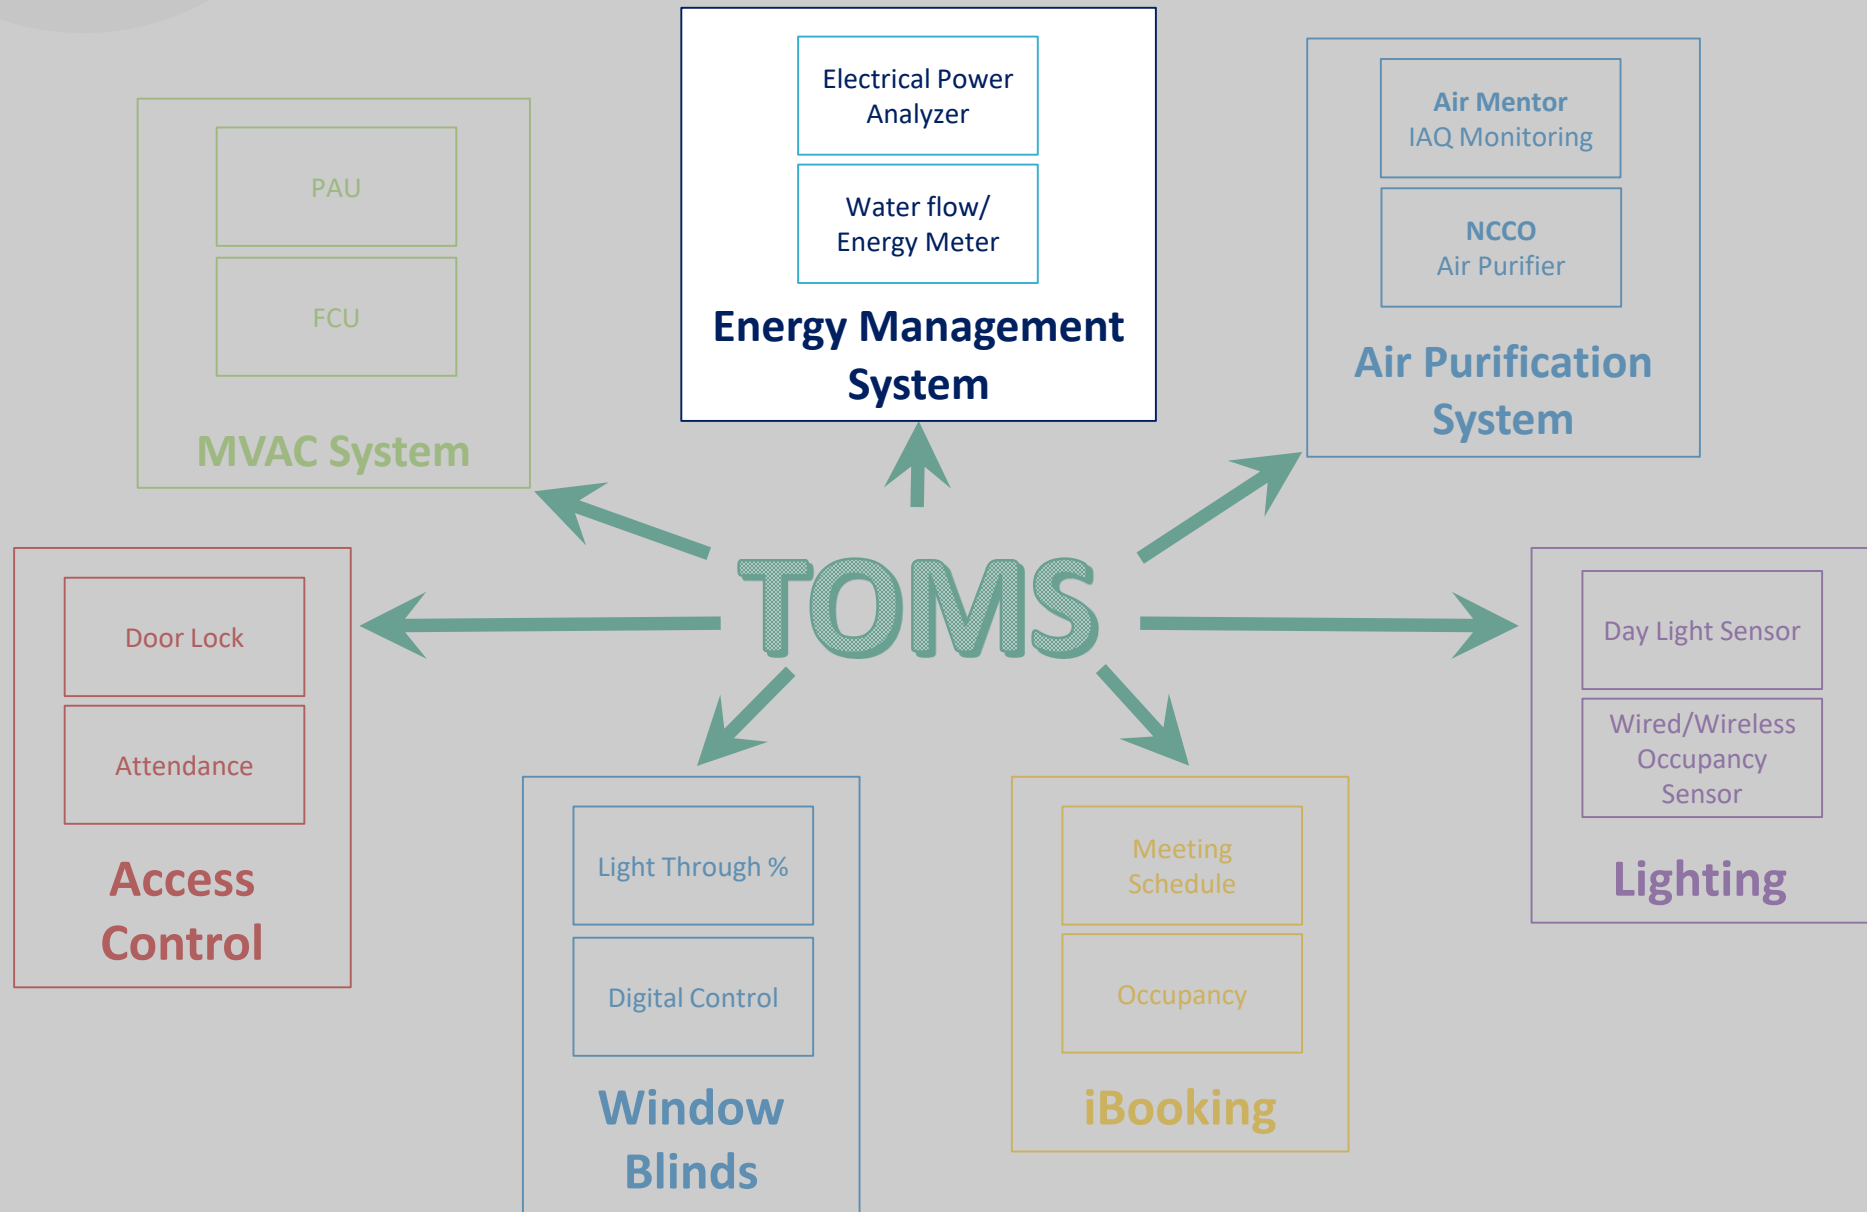 Electrical Power
Analyzer
Water flow/
Energy Meter
Energy Management
System
PAU
FCU
MVAC System
Air Mentor
IAQ Monitoring
NCCO
Air Purifier
Air Purification
System
TOMS
Door Lock
Attendance
Access
Control
Light Through %
Digital Control
Window
Blinds
Meeting
Schedule
Occupancy
iBooking
Day Light Sensor
Wired/Wireless
Occupancy
Sensor
Lighting